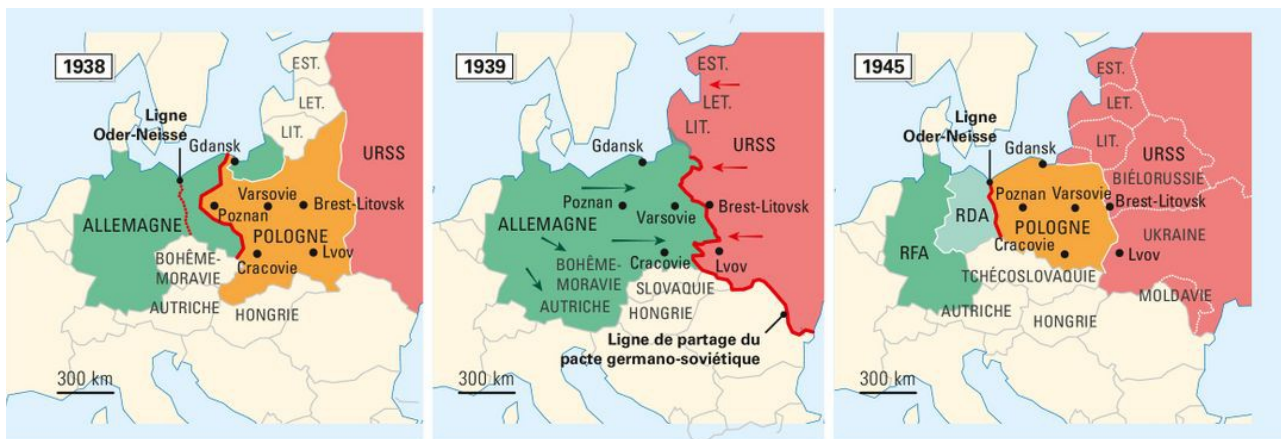 1938
EST.
LET.
LIT.
Ligne
Oder-Neisse
Gdansk
URSS
Varsovie
Brest-Litovsk
Poznan
ALLEMAGNE
POLOGNE
Lvov
Cracovie
BOHÊME-
MORAVIE
AUTRICHE
HONGRIE
300 km
1939
EST.
LET.
LIT.
Gdansk
URSS
Poznan
Varsovie
Brest-Litovsk
ALLEMAGNE
Cracovie
Lvov
BOHÊME-
MORAVIE
SLOVAQUIE
AUTRICHE
HONGRIE
Ligne de partage du
pacte germano-soviétique
300 km
1945
EST.
LET.
LIT.
Ligne
Oder-Neisse
Gdansk
URSS
BIÉLORUSSIE
Poznan
Varsovie
Brest-Litovsk
RDA
POLOGNE
UKRAINE
RFA
Cracovie
Lvov
TCHÉCOSLOVAQUIE
MOLDAVIE
AUTRICHE
HONGRIE
300 km